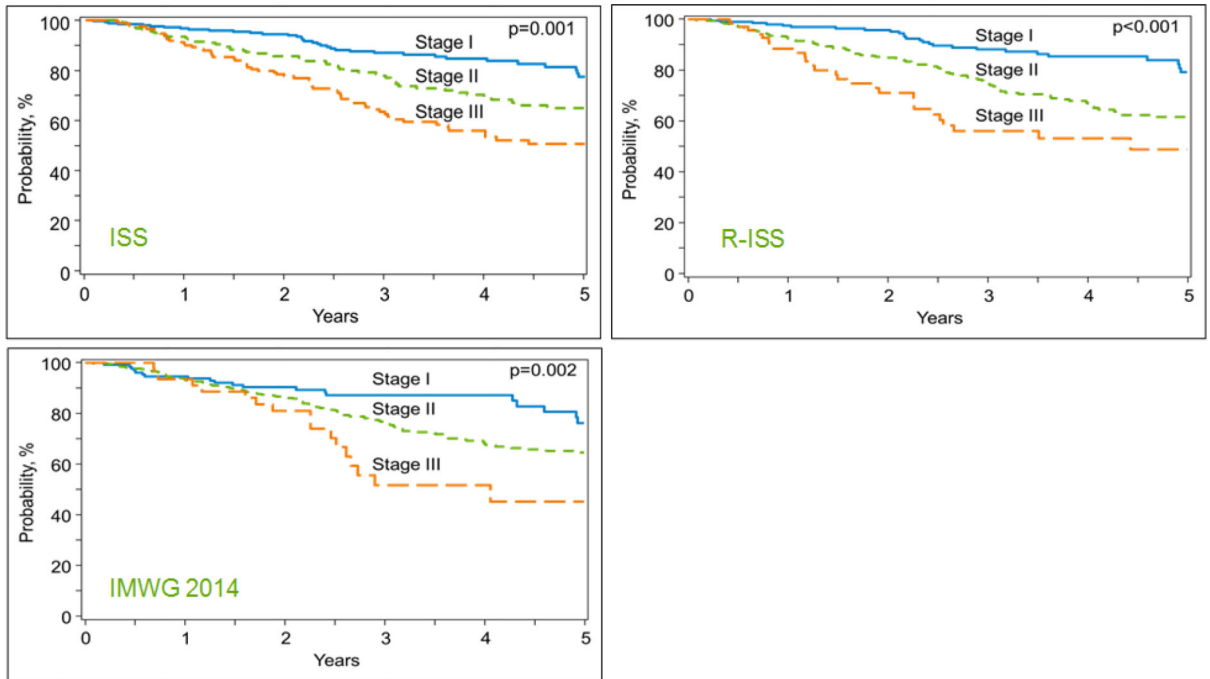 100
80
60
40
20
0
Probability, %
p=0.001
Stage I
Stage II
Stage III
ISS
0 1 2 3 4 5
Years
100
80
60
40
20
0
Probability, %
p<0.001
Stage I
Stage II
Stage III
R-ISS
0 1 2 3 4 5
Years
100
80
60
40
20
0
Probability, %
p=0.002
Stage I
Stage II
Stage III
IMWG 2014
0 1 2 3 4 5
Years